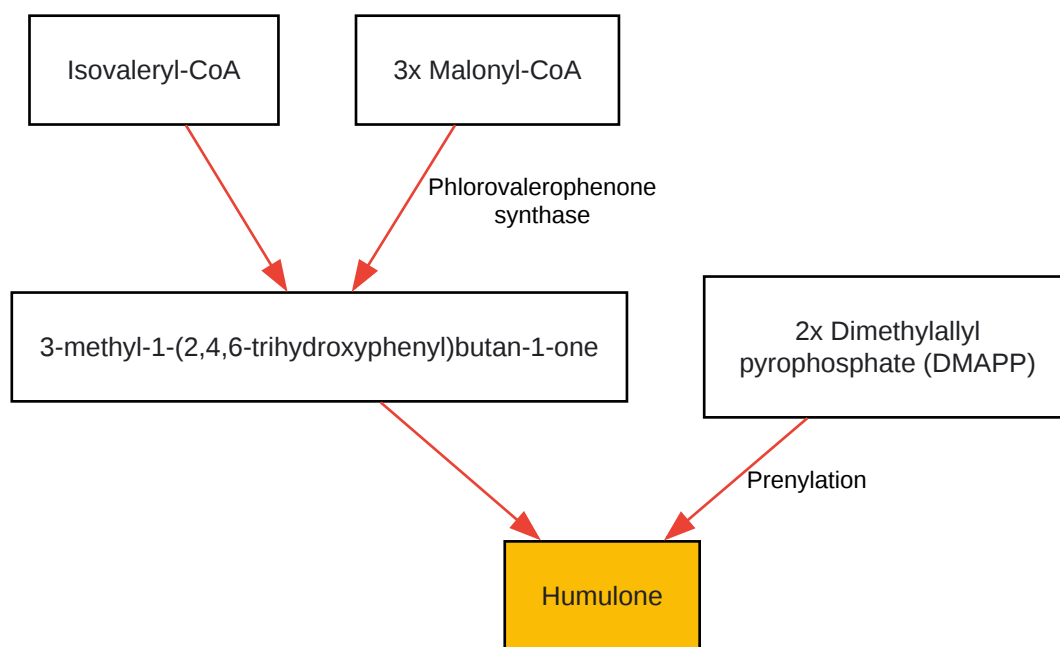 Isovaleryl-CoA
3x Malonyl-CoA
Phlorovalerophenone
synthase
3-methyl-1-(2,4,6-trihydroxyphenyl)butan-1-one
2x Dimethylallyl
pyrophosphate (DMAPP)
Prenylation
Humulone